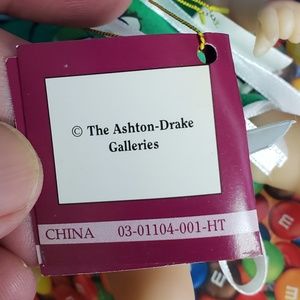 © The Ashton-Drake
Galleries
CHINA 03-01104-001-HT
m
m